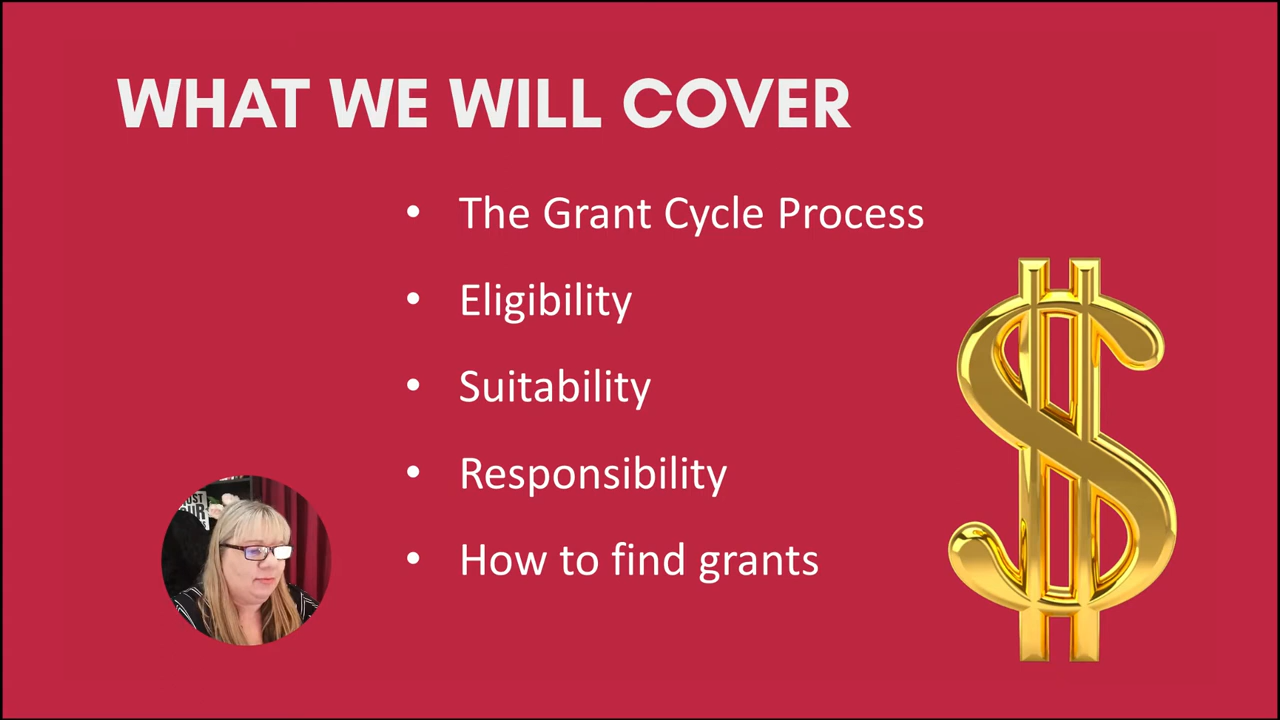 WHAT WE WILL COVER
• The Grant Cycle Process
• Eligibility
• Suitability
• Responsibility
• How to find grants